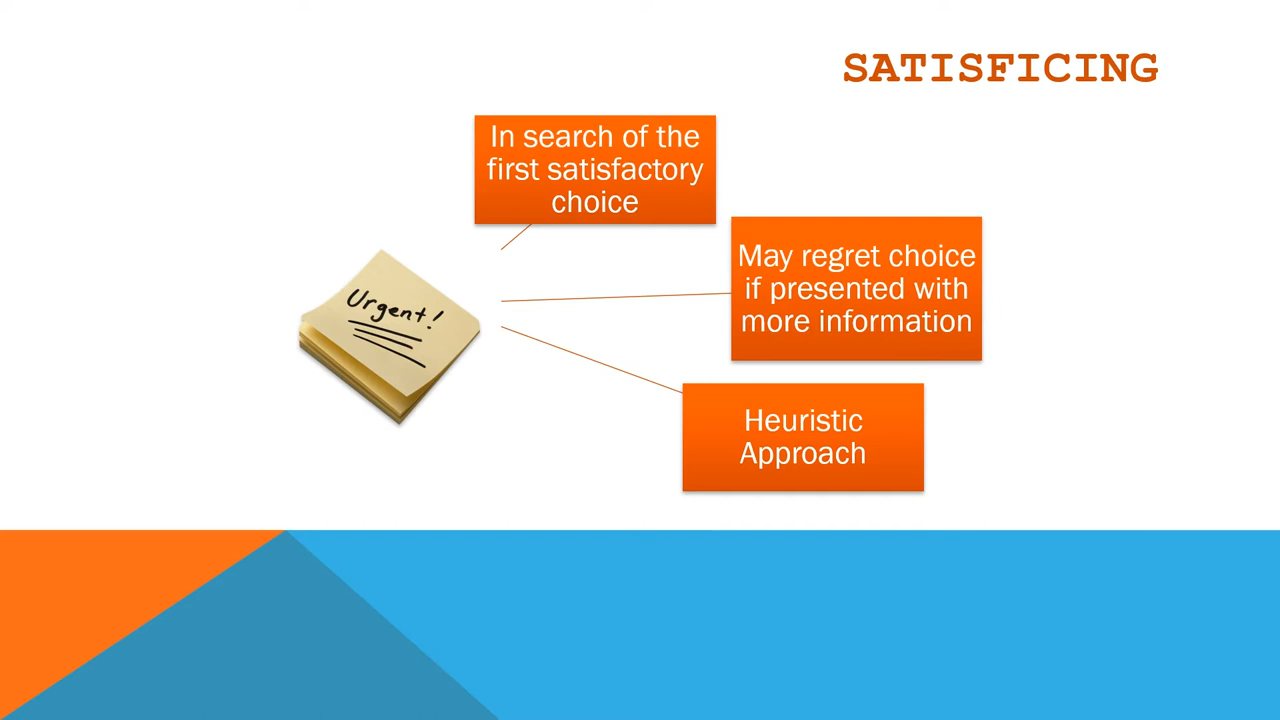 SATISFICING
In search of the
first satisfactory
choice
May regret choice
if presented with
more information
Urgent!
Heuristic
Approach